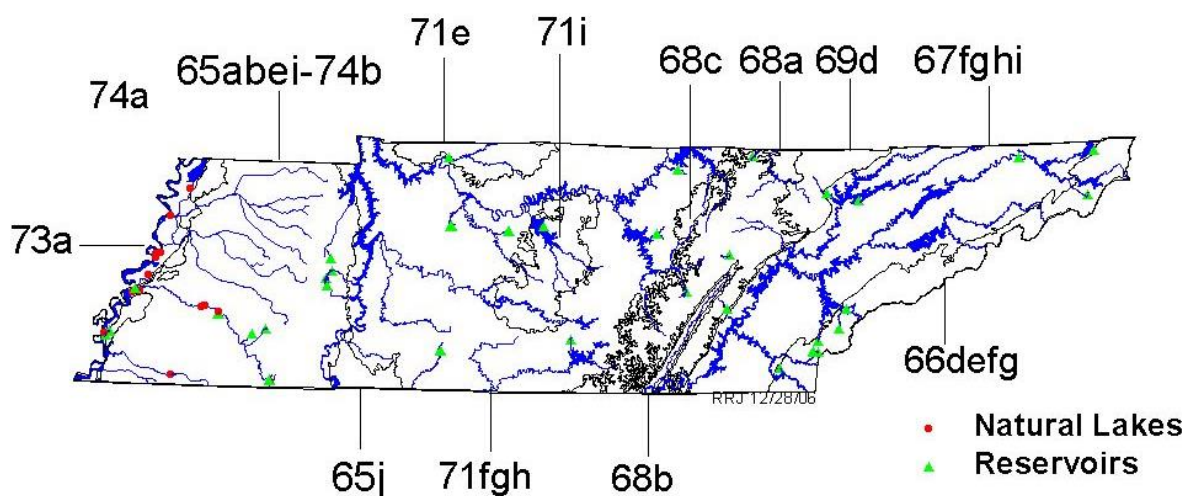 71e
71i
65abei-74b
68c
68a
69d
67fghi
74a
73a
66defg
RRJ 12/28/06
Natural Lakes
Reservoirs
65j
71fgh
68b